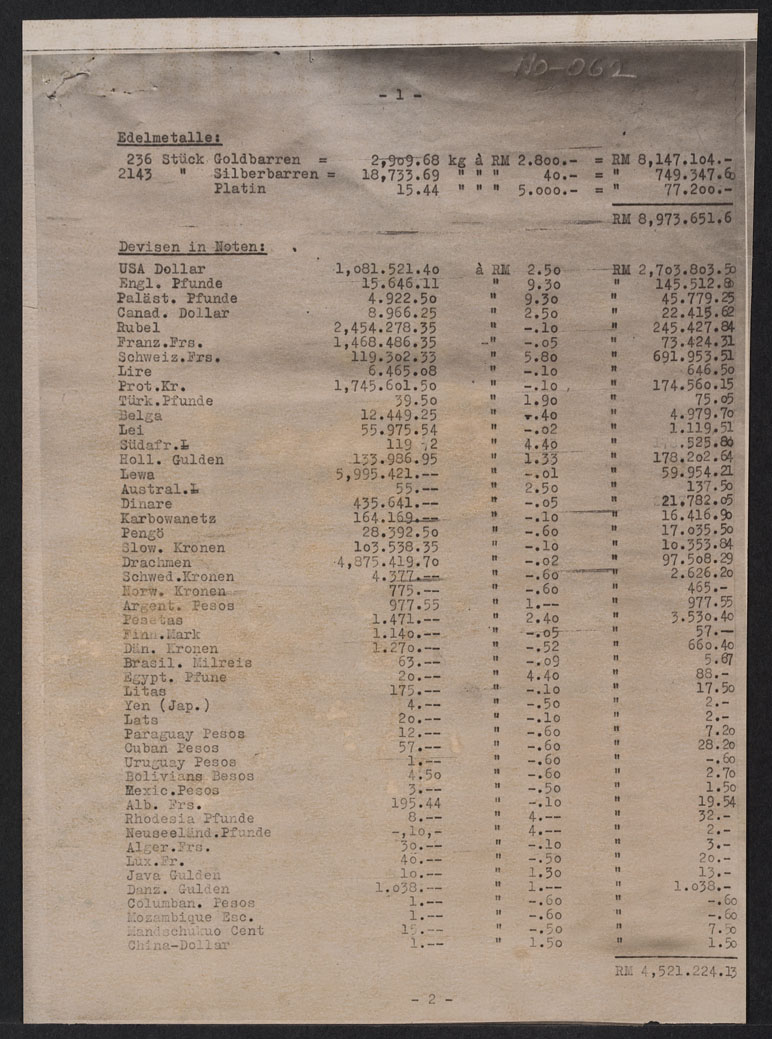 NO-062
- 1 -
Edelmetalle:
236 Stück Goldbarren = 2,909.68 kg à RM 2.800.- = RM 8,147.104.-
2143 " Silberbarren = 18,733.69 " " " 40.- = " 749.347.60
Platin 15.44 " " " 5.000.- = " 77.200.-
RM 8,973.651.6
Devisen in Noten:
USA Dollar 1,081.521.40 à RM 2.50 RM 2,703.803.50
Engl. Pfunde 15.646.11 " 9.30 " 145.512.80
Paläst. Pfunde 4.922.50 " 9.30 " 45.779.25
Canad. Dollar 8.966.25 " 2.50 " 22.415.62
Rubel 2,454.278.35 " -.10 " 245.427.84
Franz.Frs. 1,468.486.35 -" -.05 " 73.424.31
Schweiz.Frs. 119.302.33 " 5.80 " 691.953.51
Lire 6.465.08 " -.10 " 646.50
Prot.Kr. 1,745.601.50 " -.10 " 174.560.15
Türk.Pfunde 39.50 " 1.90 " 75.05
Belga 12.449.25 " -.40 " 4.979.70
Lei 55.975.54 " -.02 " 1.119.51
Südafr.Ł 119 72 " 4.40 " .525.80
Holl. Gulden 133.986.95 " 1.33 " 178.202.64
Lewa 5,995.421.-- " -.01 " 59.954.21
Austral.Ł 55.-- " 2.50 " 137.50
Dinare 435.641.-- " -.05 " 21.782.05
Karbowanetz 164.169.-- " -.10 " 16.416.90
Pengö 28.392.50 " -.60 " 17.035.50
Slow. Kronen 103.538.35 " -.10 " 10.353.84
Drachmen 4,875.419.70 " -.02 " 97.508.29
Schwed.Kronen 4.377.-- " -.60 " 2.626.20
Norw. Kronen 775.-- " -.60 " 465.-
Argent. Pesos 977.55 " 1.-- " 977.55
Pesetas 1.471.-- " 2.40 " 3.530.40
Finn.Mark 1.140.-- " -.05 " 57.--
Dän. Kronen 1.270.-- " -.52 " 660.40
Brasil. Milreis 63.-- " -.09 " 5.67
Egypt. Pfune 20.-- " 4.40 " 88.-
Litas 175.-- " -.10 " 17.50
Yen (Jap.) 4.-- " -.50 " 2.-
Lats 20.-- " -.10 " 2.-
Paraguay Pesos 12.-- " -.60 " 7.20
Cuban Pesos 57.-- " -.60 " 28.20
Uruguay Pesos 1.-- " -.60 " -.60
Bolivians Besos 4.50 " -.60 " 2.70
Mexic.Pesos 3.-- " -.50 " 1.50
Alb. Frs. 195.44 " -.10 " 19.54
Rhodesia Pfunde 8.-- " 4.-- " 32.-
Neuseeländ.Pfunde -,10,- " 4.-- " 2.-
Alger.Frs. 30.-- " -.10 " 3.-
Lux.Fr. 40.-- " -.50 " 20.-
Java Gulden 10.-- " 1.30 " 13.-
Danz. Gulden 1.038.-- " 1.-- " 1.038.-
Columban. Pesos 1.-- " -.60 " -.60
Mozambique Esc. 1.-- " -.60 " -.60
Mandschukuo Cent 15.-- " -.50 " 7.50
China-Dollar 1.-- " 1.50 " 1.50
RM 4,521.224.13
- 2 -